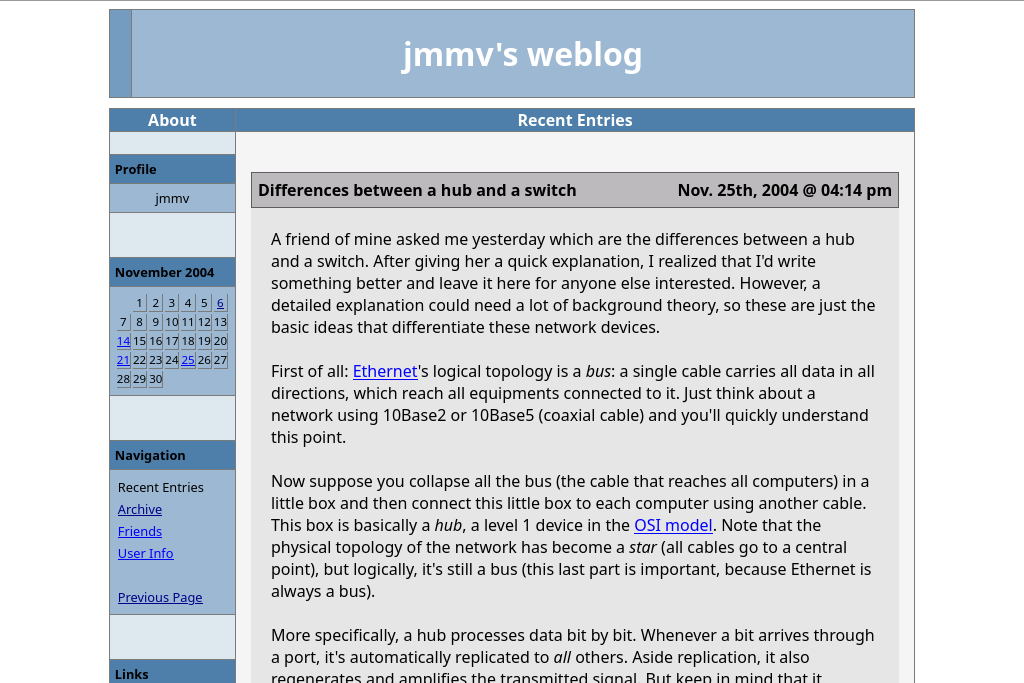 jmmv's weblog
About
Recent Entries
Profile
jmmv
November 2004
1 2 3 4 5 6
7 8 9 10 11 12 13
14 15 16 17 18 19 20
21 22 23 24 25 26 27
28 29 30
Navigation
Recent Entries
Archive
Friends
User Info
Previous Page
Links
Differences between a hub and a switch
Nov. 25th, 2004 @ 04:14 pm
A friend of mine asked me yesterday which are the differences between a hub
and a switch. After giving her a quick explanation, I realized that I'd write
something better and leave it here for anyone else interested. However, a
detailed explanation could need a lot of background theory, so these are just the
basic ideas that differentiate these network devices.
First of all: Ethernet's logical topology is a bus: a single cable carries all data in all
directions, which reach all equipments connected to it. Just think about a
network using 10Base2 or 10Base5 (coaxial cable) and you'll quickly understand
this point.
Now suppose you collapse all the bus (the cable that reaches all computers) in a
little box and then connect this little box to each computer using another cable.
This box is basically a hub, a level 1 device in the OSI model. Note that the
physical topology of the network has become a star (all cables go to a central
point), but logically, it's still a bus (this last part is important, because Ethernet is
always a bus).
More specifically, a hub processes data bit by bit. Whenever a bit arrives through
a port, it's automatically replicated to all others. Aside replication, it also
regenerates and amplifies the transmitted signal. But keep in mind that it